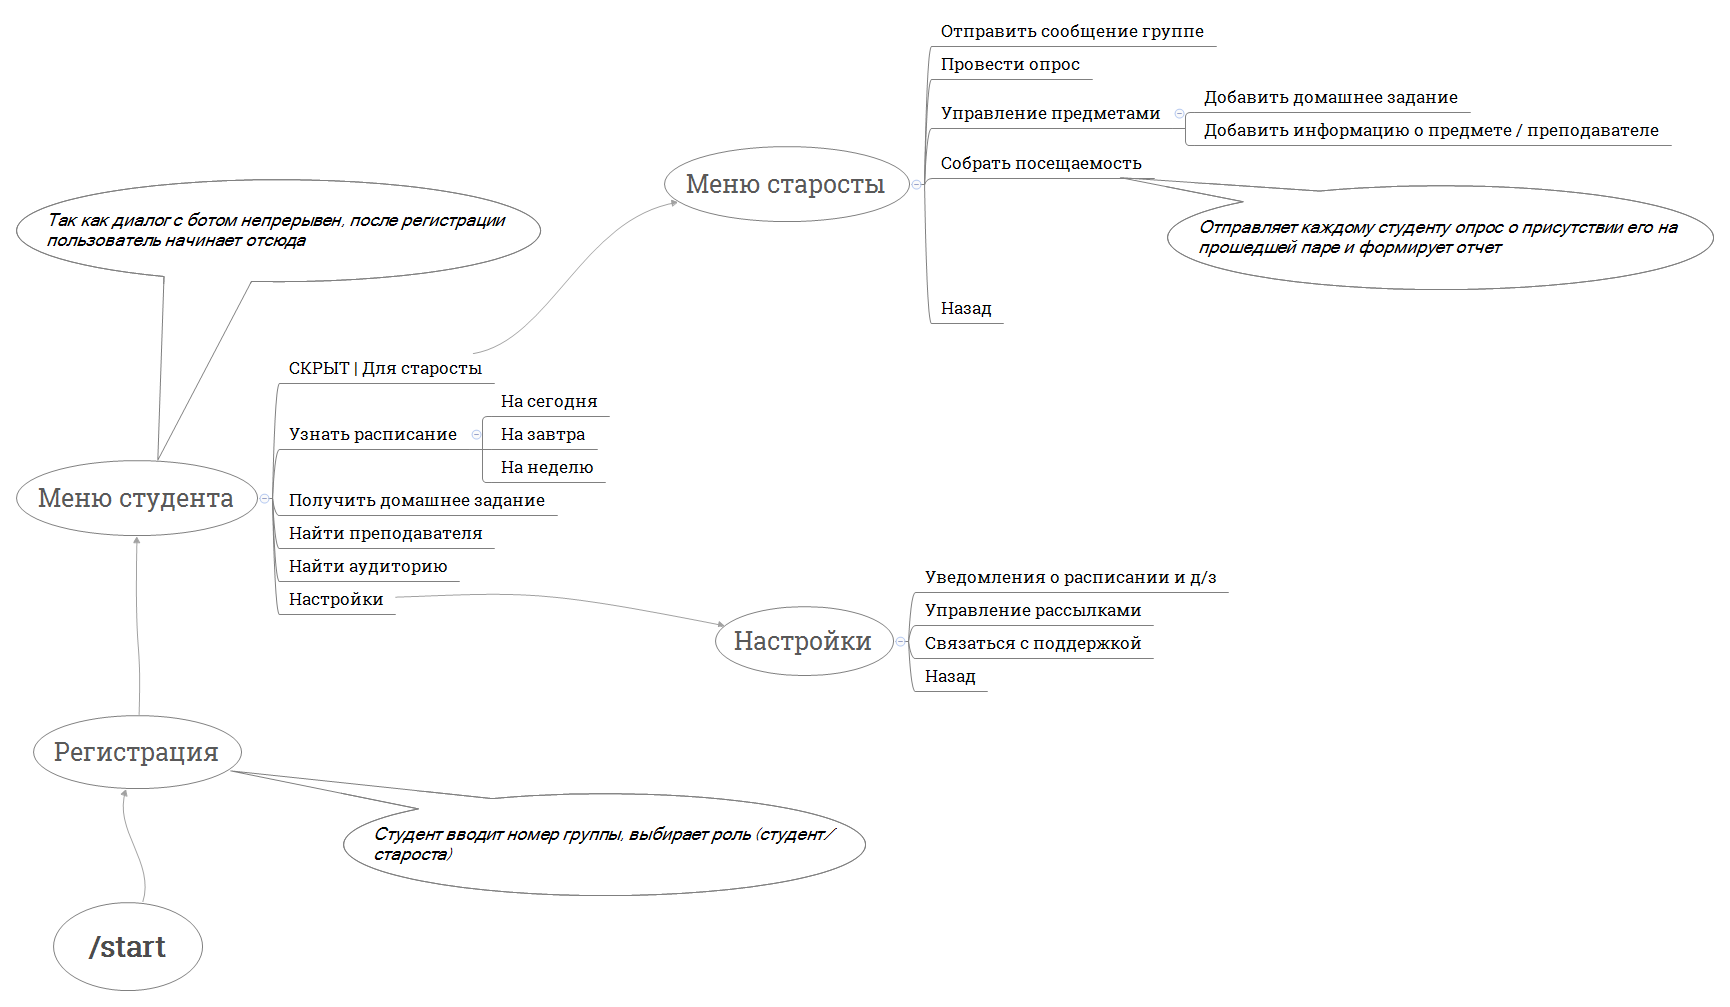 Отправить сообщение группе
Провести опрос
Управление предметами
Добавить домашнее задание
Добавить информацию о предмете / преподавателе
Собрать посещаемость
Меню старосты
Отправляет каждому студенту опрос о присутствии его на
прошедшей паре и формирует отчет
Назад
Так как диалог с ботом непрерывен, после регистрации
пользователь начинает отсюда
СКРЫТ | Для старосты
Узнать расписание
На сегодня
На завтра
На неделю
Меню студента
Получить домашнее задание
Найти преподавателя
Найти аудиторию
Настройки
Настройки
Уведомления о расписании и д/з
Управление рассылками
Связаться с поддержкой
Назад
Регистрация
Студент вводит номер группы, выбирает роль (студент/
староста)
/start